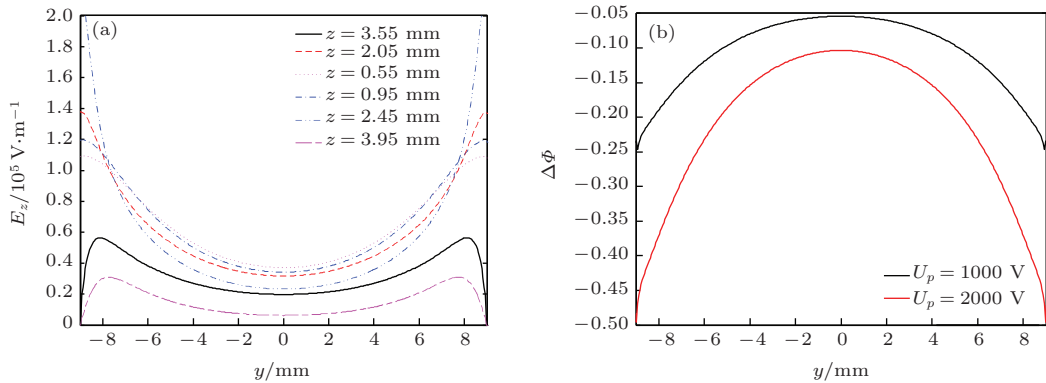 (a)
2.0
1.8
1.6
1.4
1.2
1.0
0.8
0.6
0.4
0.2
0
E_z/10^5 V·m^−1
z = 3.55 mm
z = 2.05 mm
z = 0.55 mm
z = 0.95 mm
z = 2.45 mm
z = 3.95 mm
−8 −6 −4 −2 0 2 4 6 8
y/mm
(b)
−0.05
−0.10
−0.15
−0.20
−0.25
−0.30
−0.35
−0.40
−0.45
−0.50
ΔΦ
U_p = 1000 V
U_p = 2000 V
−8 −6 −4 −2 0 2 4 6 8
y/mm